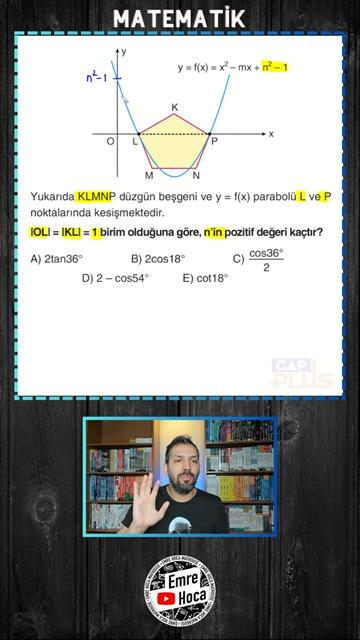 MATEMATİK
y
y = f(x) = x² – mx + n² – 1
n²-1
K
O L P x
M N
Yukarıda KLMNP düzgün beşgeni ve y = f(x) parabolü L ve P
noktalarında kesişmektedir.
|OL| = |KL| = 1 birim olduğuna göre, n'in pozitif değeri kaçtır?
A) 2tan36° B) 2cos18° C) cos36°/2
D) 2 – cos54° E) cot18°
CAP
PLUS
Emre
Hoca